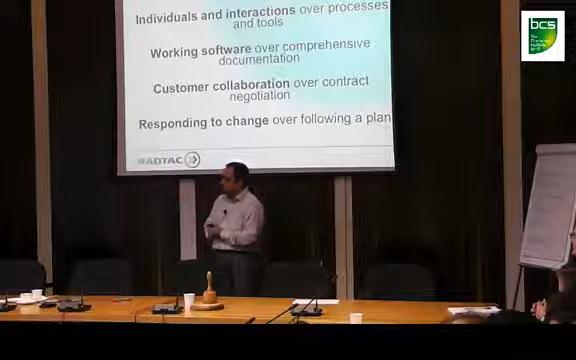 Individuals and interactions over processes
and tools
Working software over comprehensive
documentation
Customer collaboration over contract
negotiation
Responding to change over following a plan
RADTAC
bcs